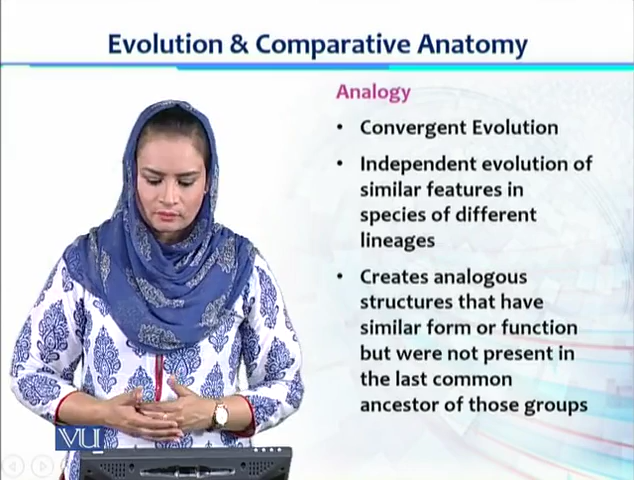 Evolution & Comparative Anatomy
Analogy
• Convergent Evolution
• Independent evolution of
similar features in
species of different
lineages
• Creates analogous
structures that have
similar form or function
but were not present in
the last common
ancestor of those groups
VU